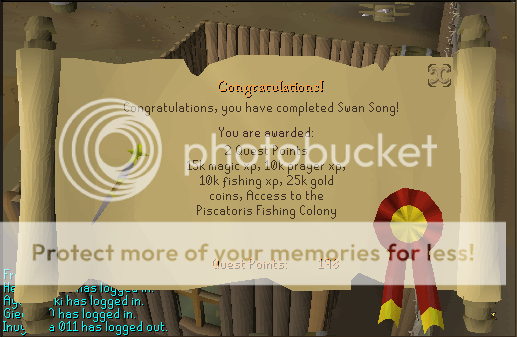 Congratulations!
Congratulations, you have completed Swan Song!
You are awarded:
2 Quest Points
15k magic xp, 10k prayer xp,
10k fishing xp, 25k gold
coins, Access to the
Piscatoris Fishing Colony
photobucket
Protect more of your memories for less!
Quest Points:
has logged in.
has logged in.
has logged in.
011 has logged out.